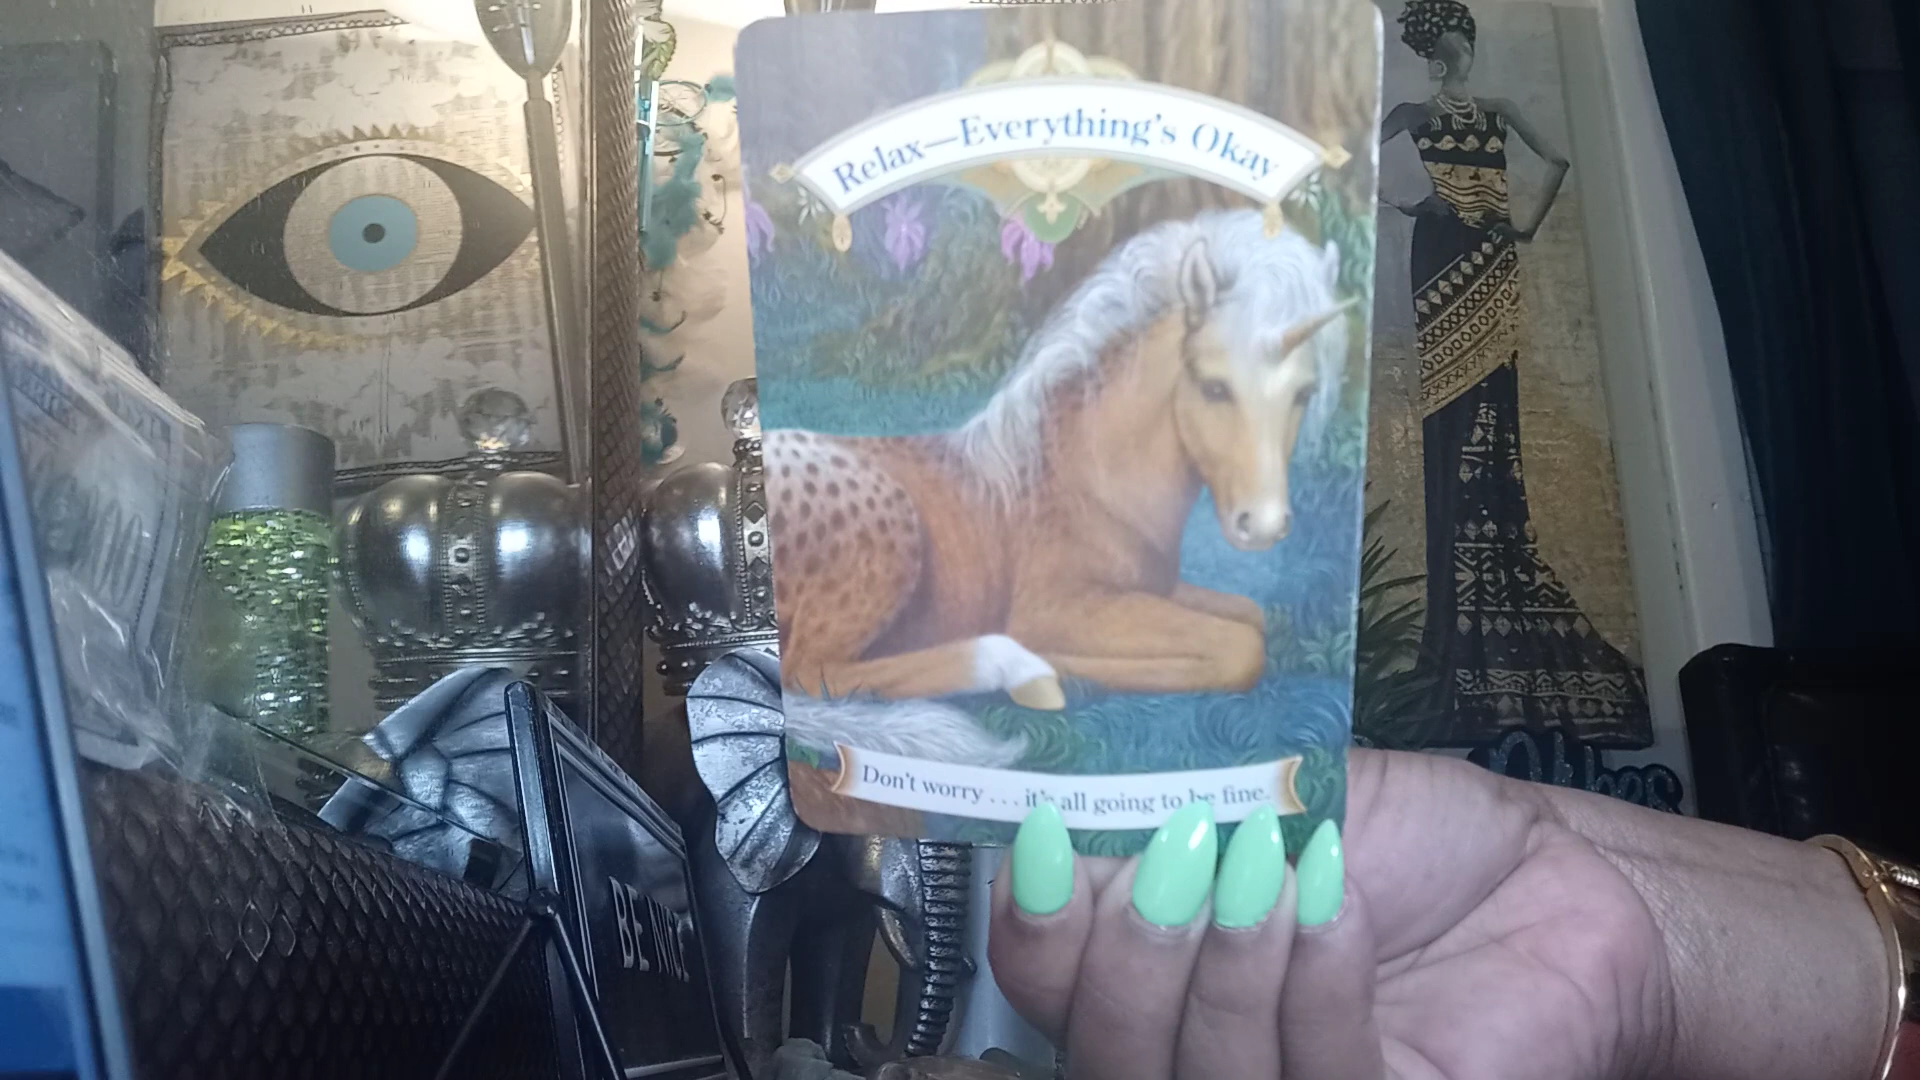 Relax—Everything's Okay
Don't worry . . . it's all going to be fine.
BE NICE